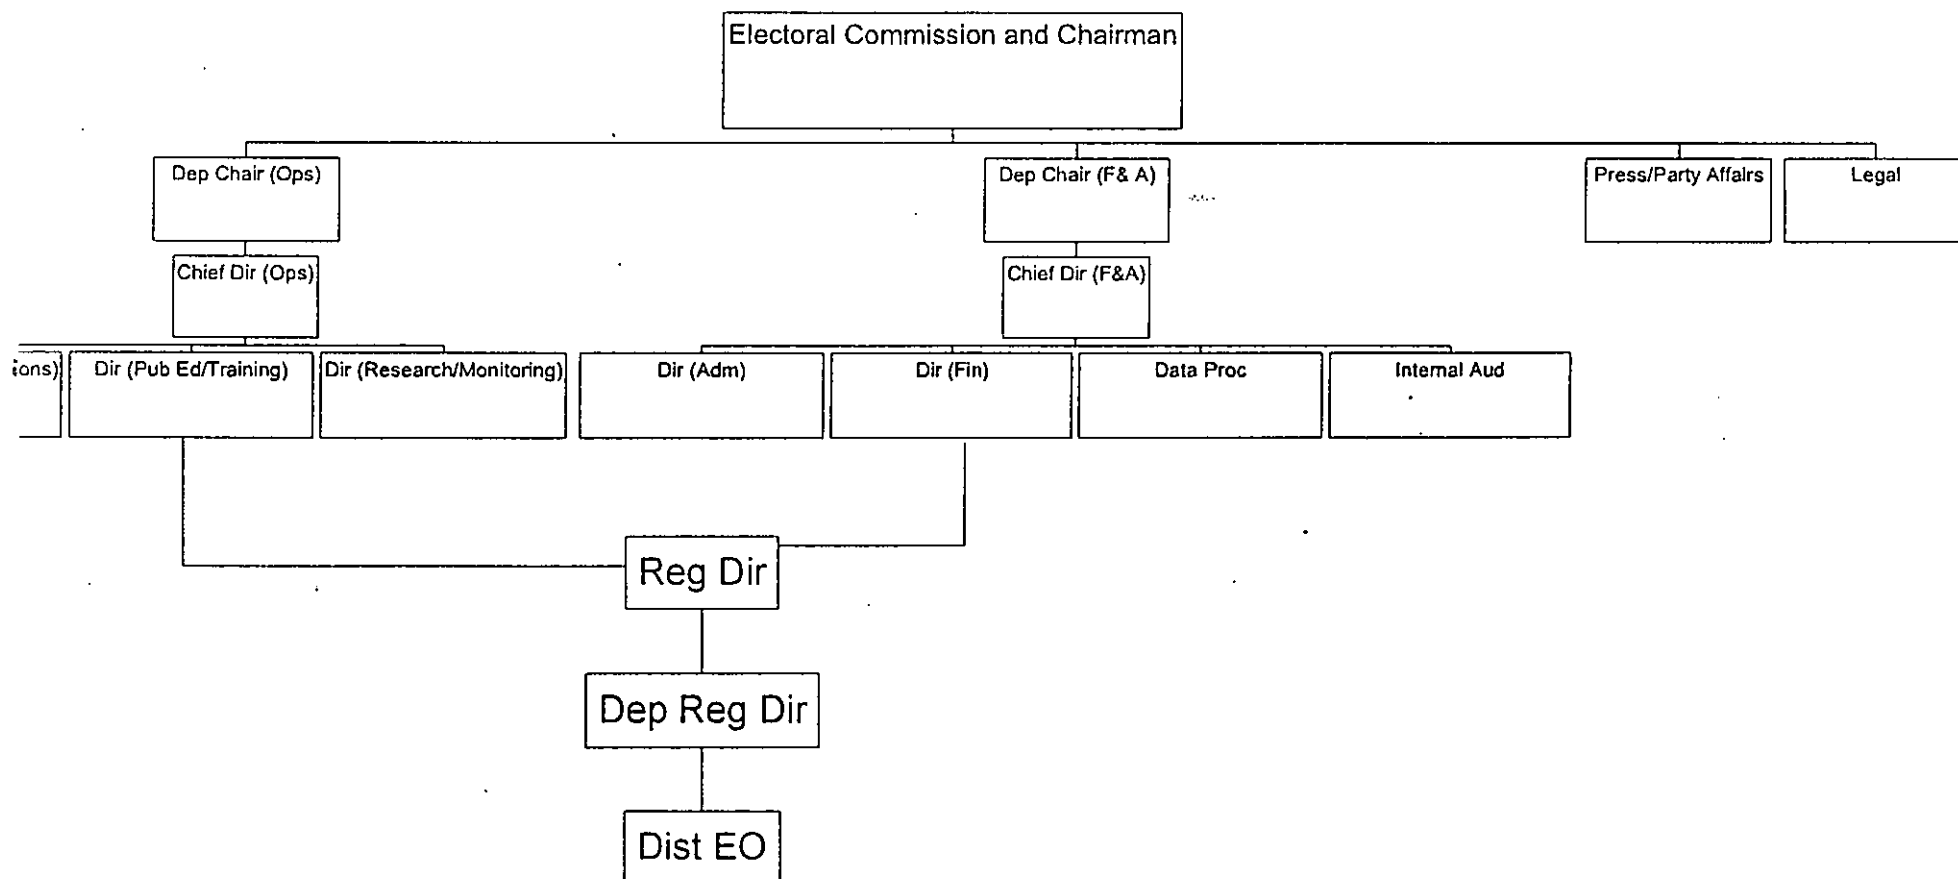 Electoral Commission and Chairman
Dep Chair (Ops)
Dep Chair (F& A)
Press/Party Affairs
Legal
Chief Dir (Ops)
Chief Dir (F&A)
Dir (Pub Ed/Training)
Dir (Research/Monitoring)
Dir (Adm)
Dir (Fin)
Data Proc
Internal Aud
Reg Dir
Dep Reg Dir
Dist EO